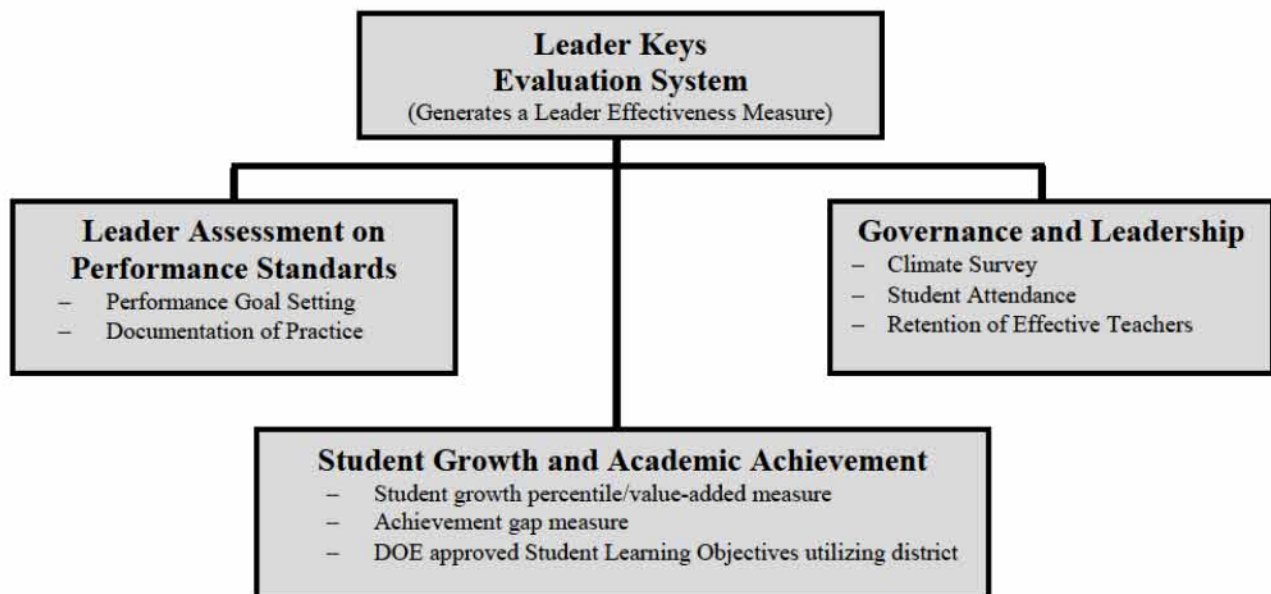 Leader Keys
Evaluation System
(Generates a Leader Effectiveness Measure)
Leader Assessment on
Performance Standards
– Performance Goal Setting
– Documentation of Practice
Governance and Leadership
– Climate Survey
– Student Attendance
– Retention of Effective Teachers
Student Growth and Academic Achievement
– Student growth percentile/value-added measure
– Achievement gap measure
– DOE approved Student Learning Objectives utilizing district